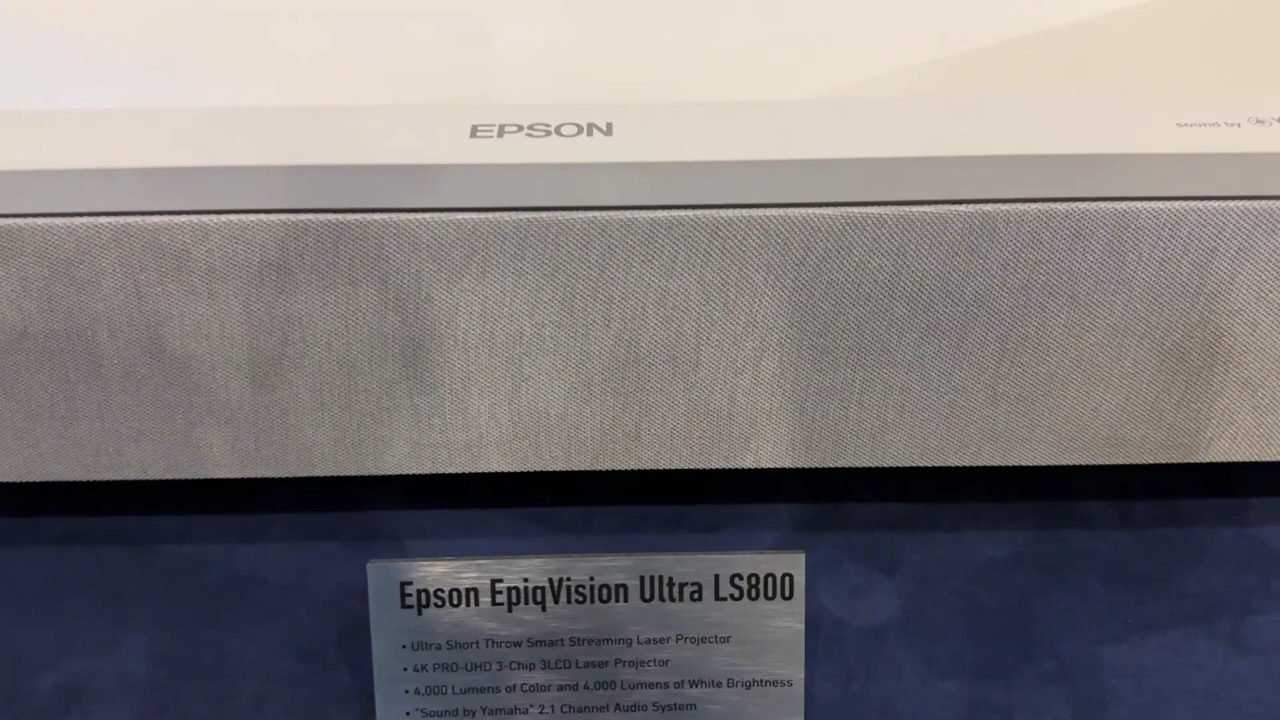 EPSON
sound by
Epson EpiqVision Ultra LS800
• Ultra Short Throw Smart Streaming Laser Projector
• 4K PRO-UHD 3-Chip 3LCD Laser Projector
• 4,000 Lumens of Color and 4,000 Lumens of White Brightness
• "Sound by Yamaha" 2.1 Channel Audio System